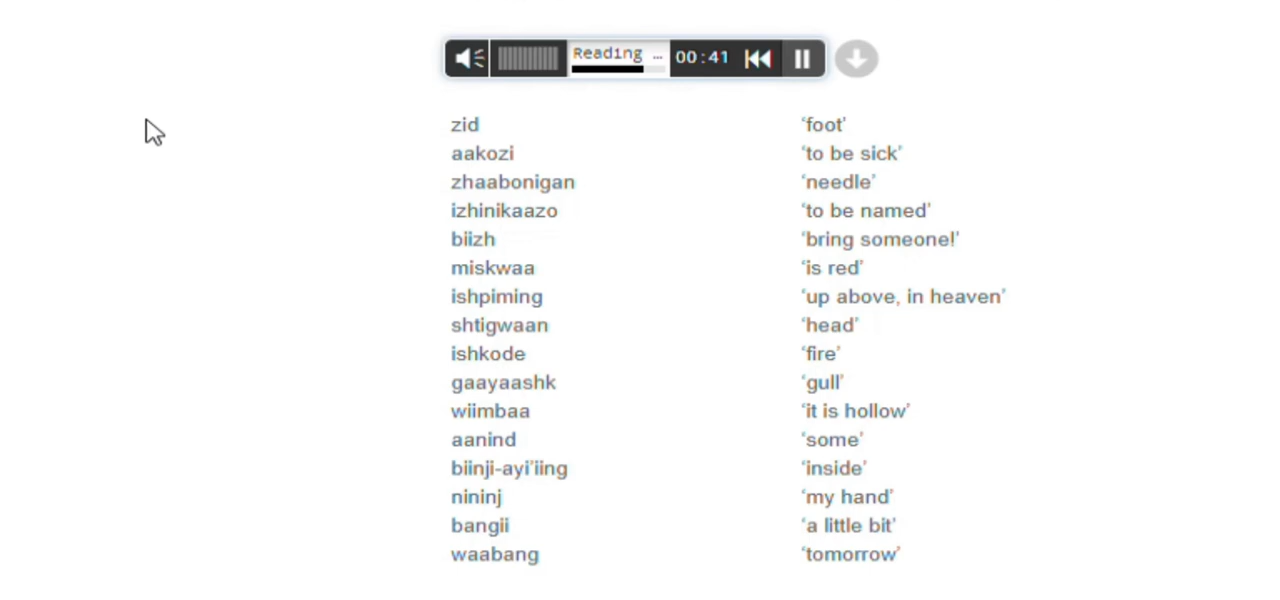 Reading … 00:41
zid ‘foot’
aakozi ‘to be sick’
zhaabonigan ‘needle’
izhinikaazo ‘to be named’
biizh ‘bring someone!’
miskwaa ‘is red’
ishpiming ‘up above, in heaven’
shtigwaan ‘head’
ishkode ‘fire’
gaayaashk ‘gull’
wiimbaa ‘it is hollow’
aanind ‘some’
biinji-ayi’iing ‘inside’
nininj ‘my hand’
bangii ‘a little bit’
waabang ‘tomorrow’